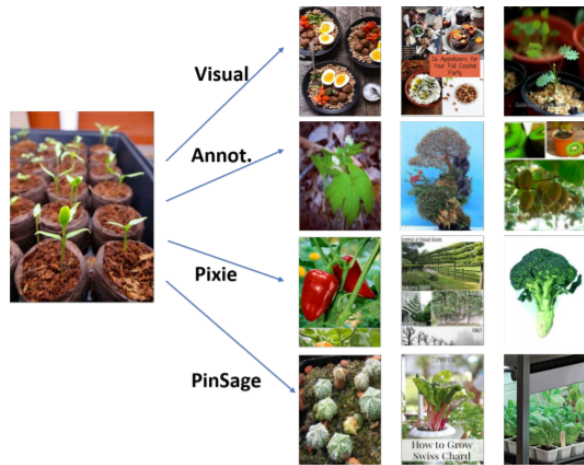 Visual
Annot.
Pixie
PinSage
26 Appetizers for
Your Fall Cocktail
Party
How to Grow
Swiss Chard